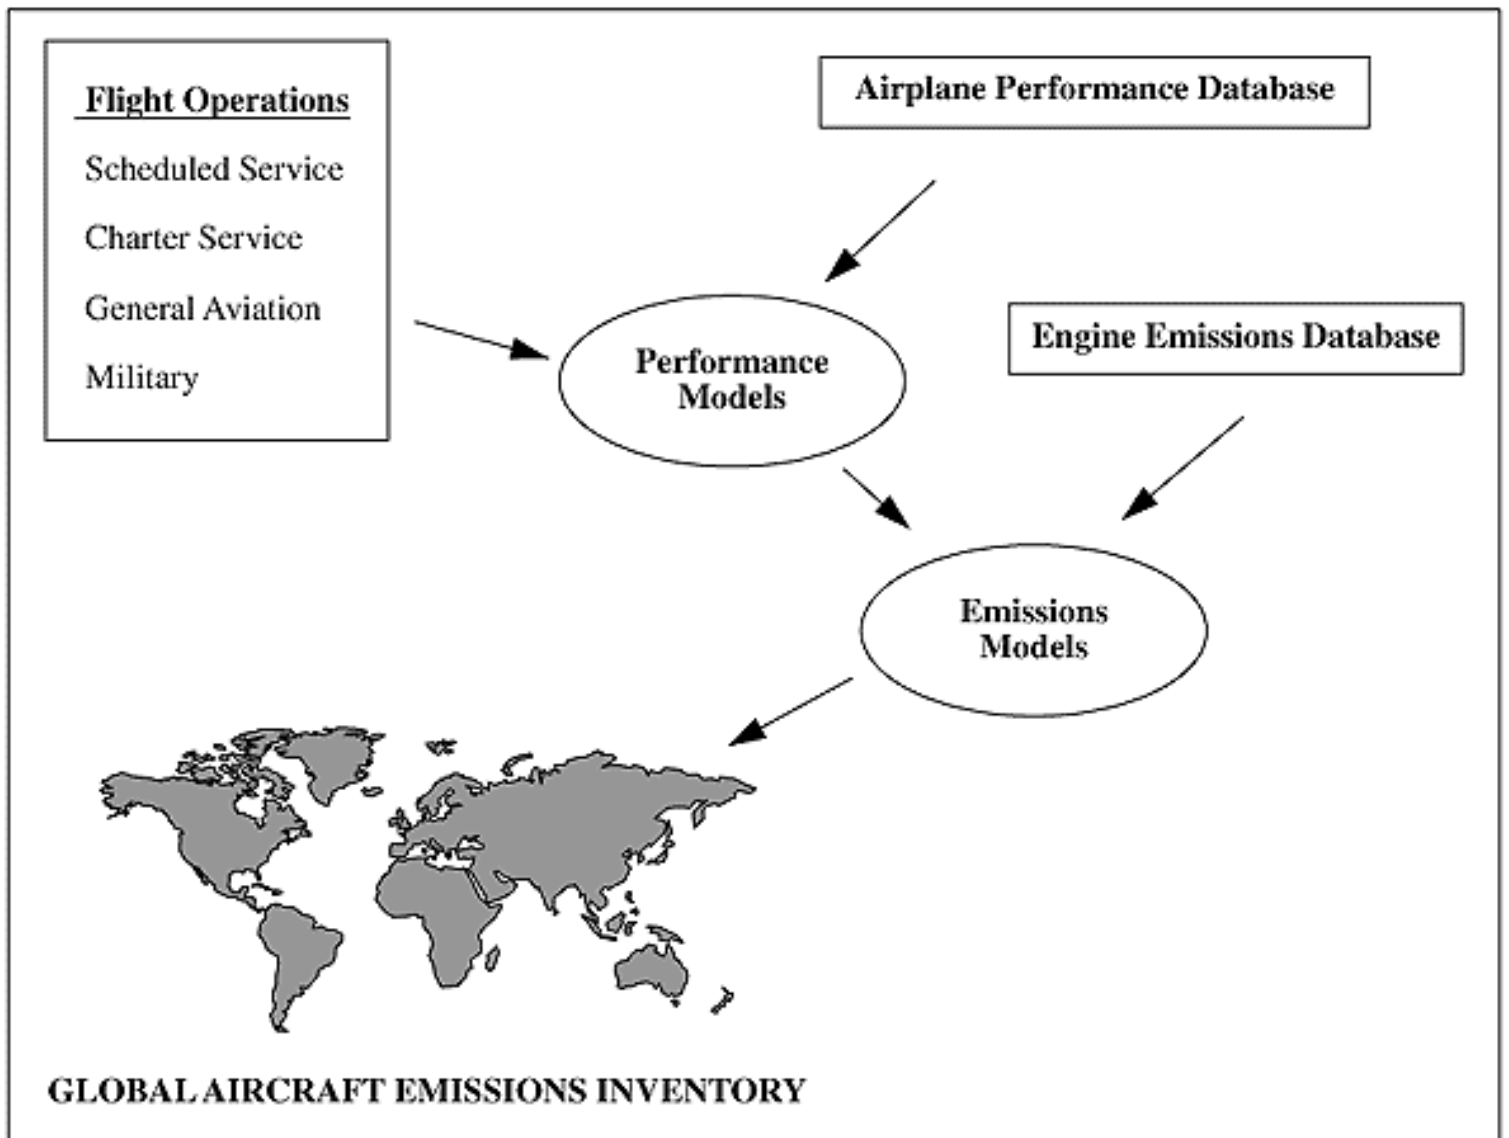 Flight Operations
Scheduled Service
Charter Service
General Aviation
Military
Airplane Performance Database
Performance
Models
Engine Emissions Database
Emissions
Models
GLOBAL AIRCRAFT EMISSIONS INVENTORY